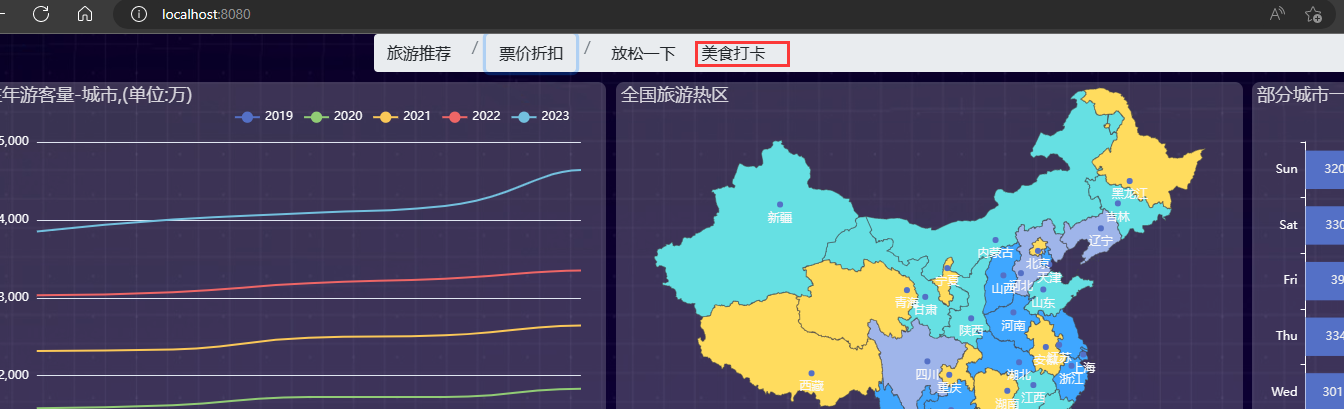 localhost:8080
旅游推荐 / 票价折扣 / 放松一下 美食打卡
年游客量-城市,(单位:万)
2019 2020 2021 2022 2023
5,000
4,000
3,000
2,000
全国旅游热区
黑龙江
吉林
新疆
辽宁
内蒙古
北京
天津
宁夏
山西
河北
青海
甘肃
山东
陕西
河南
安徽
江苏
上海
四川
湖北
浙江
西藏
重庆
湖南
江西
部分城市一
Sun 320
Sat 330
Fri 39
Thu 334
Wed 301